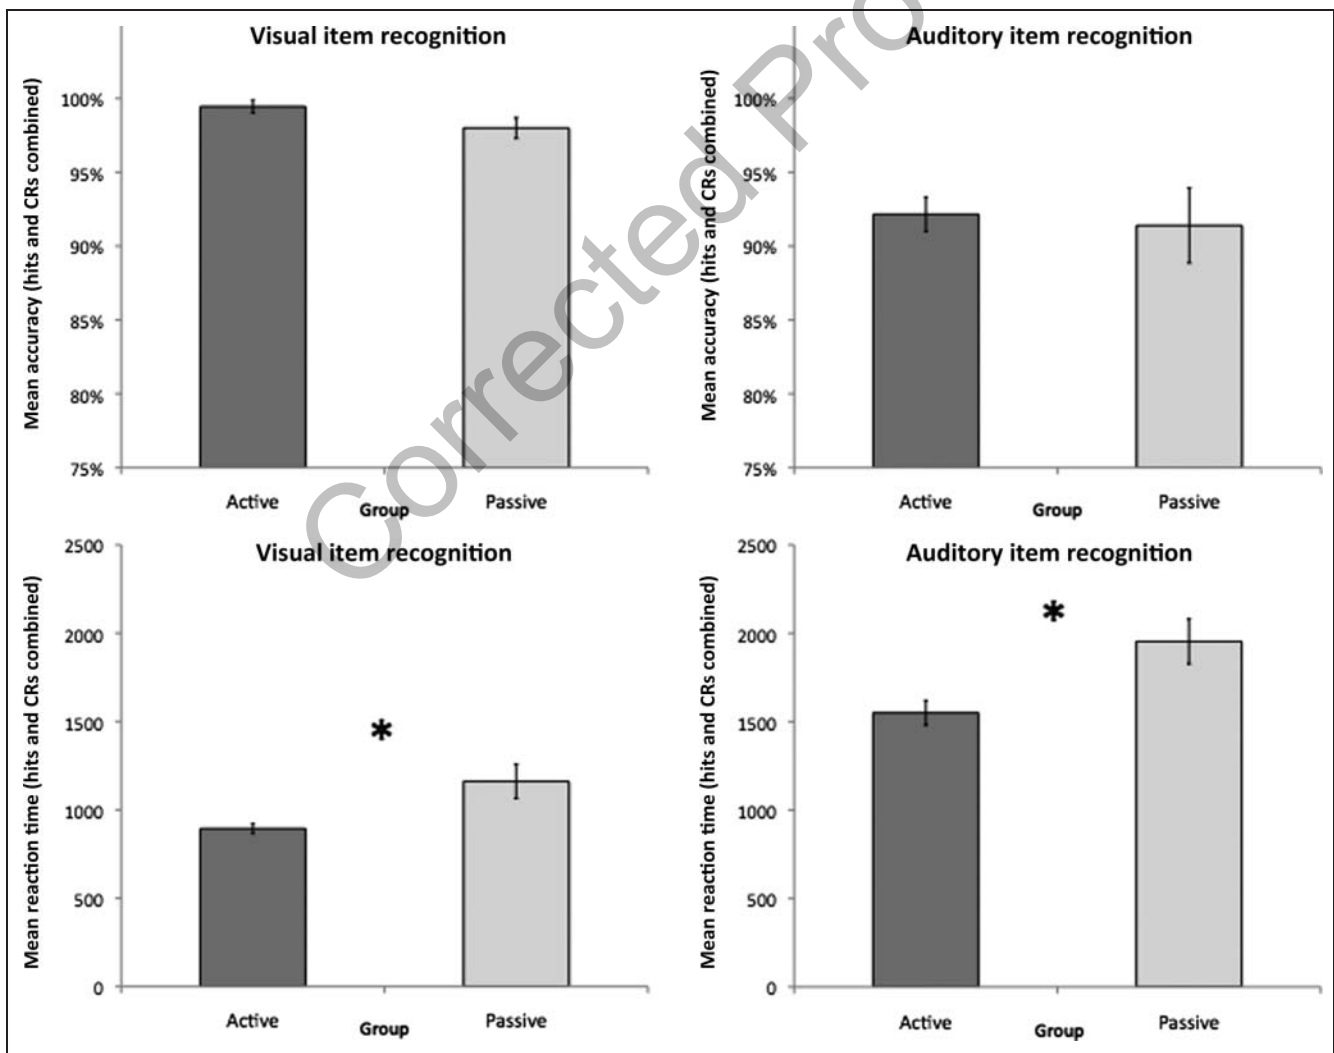 Visual item recognition
Mean accuracy (hits and CRs combined)
100%
95%
90%
85%
80%
75%
Active
Group
Passive
Auditory item recognition
Mean accuracy (hits and CRs combined)
100%
95%
90%
85%
80%
75%
Active
Group
Passive
Visual item recognition
Mean reaction time (hits and CRs combined)
2500
2000
1500
*
1000
500
0
Active
Group
Passive
Auditory item recognition
Mean reaction time (hits and CRs combined)
2500
*
2000
1500
1000
500
0
Active
Group
Passive
Corrected Pro